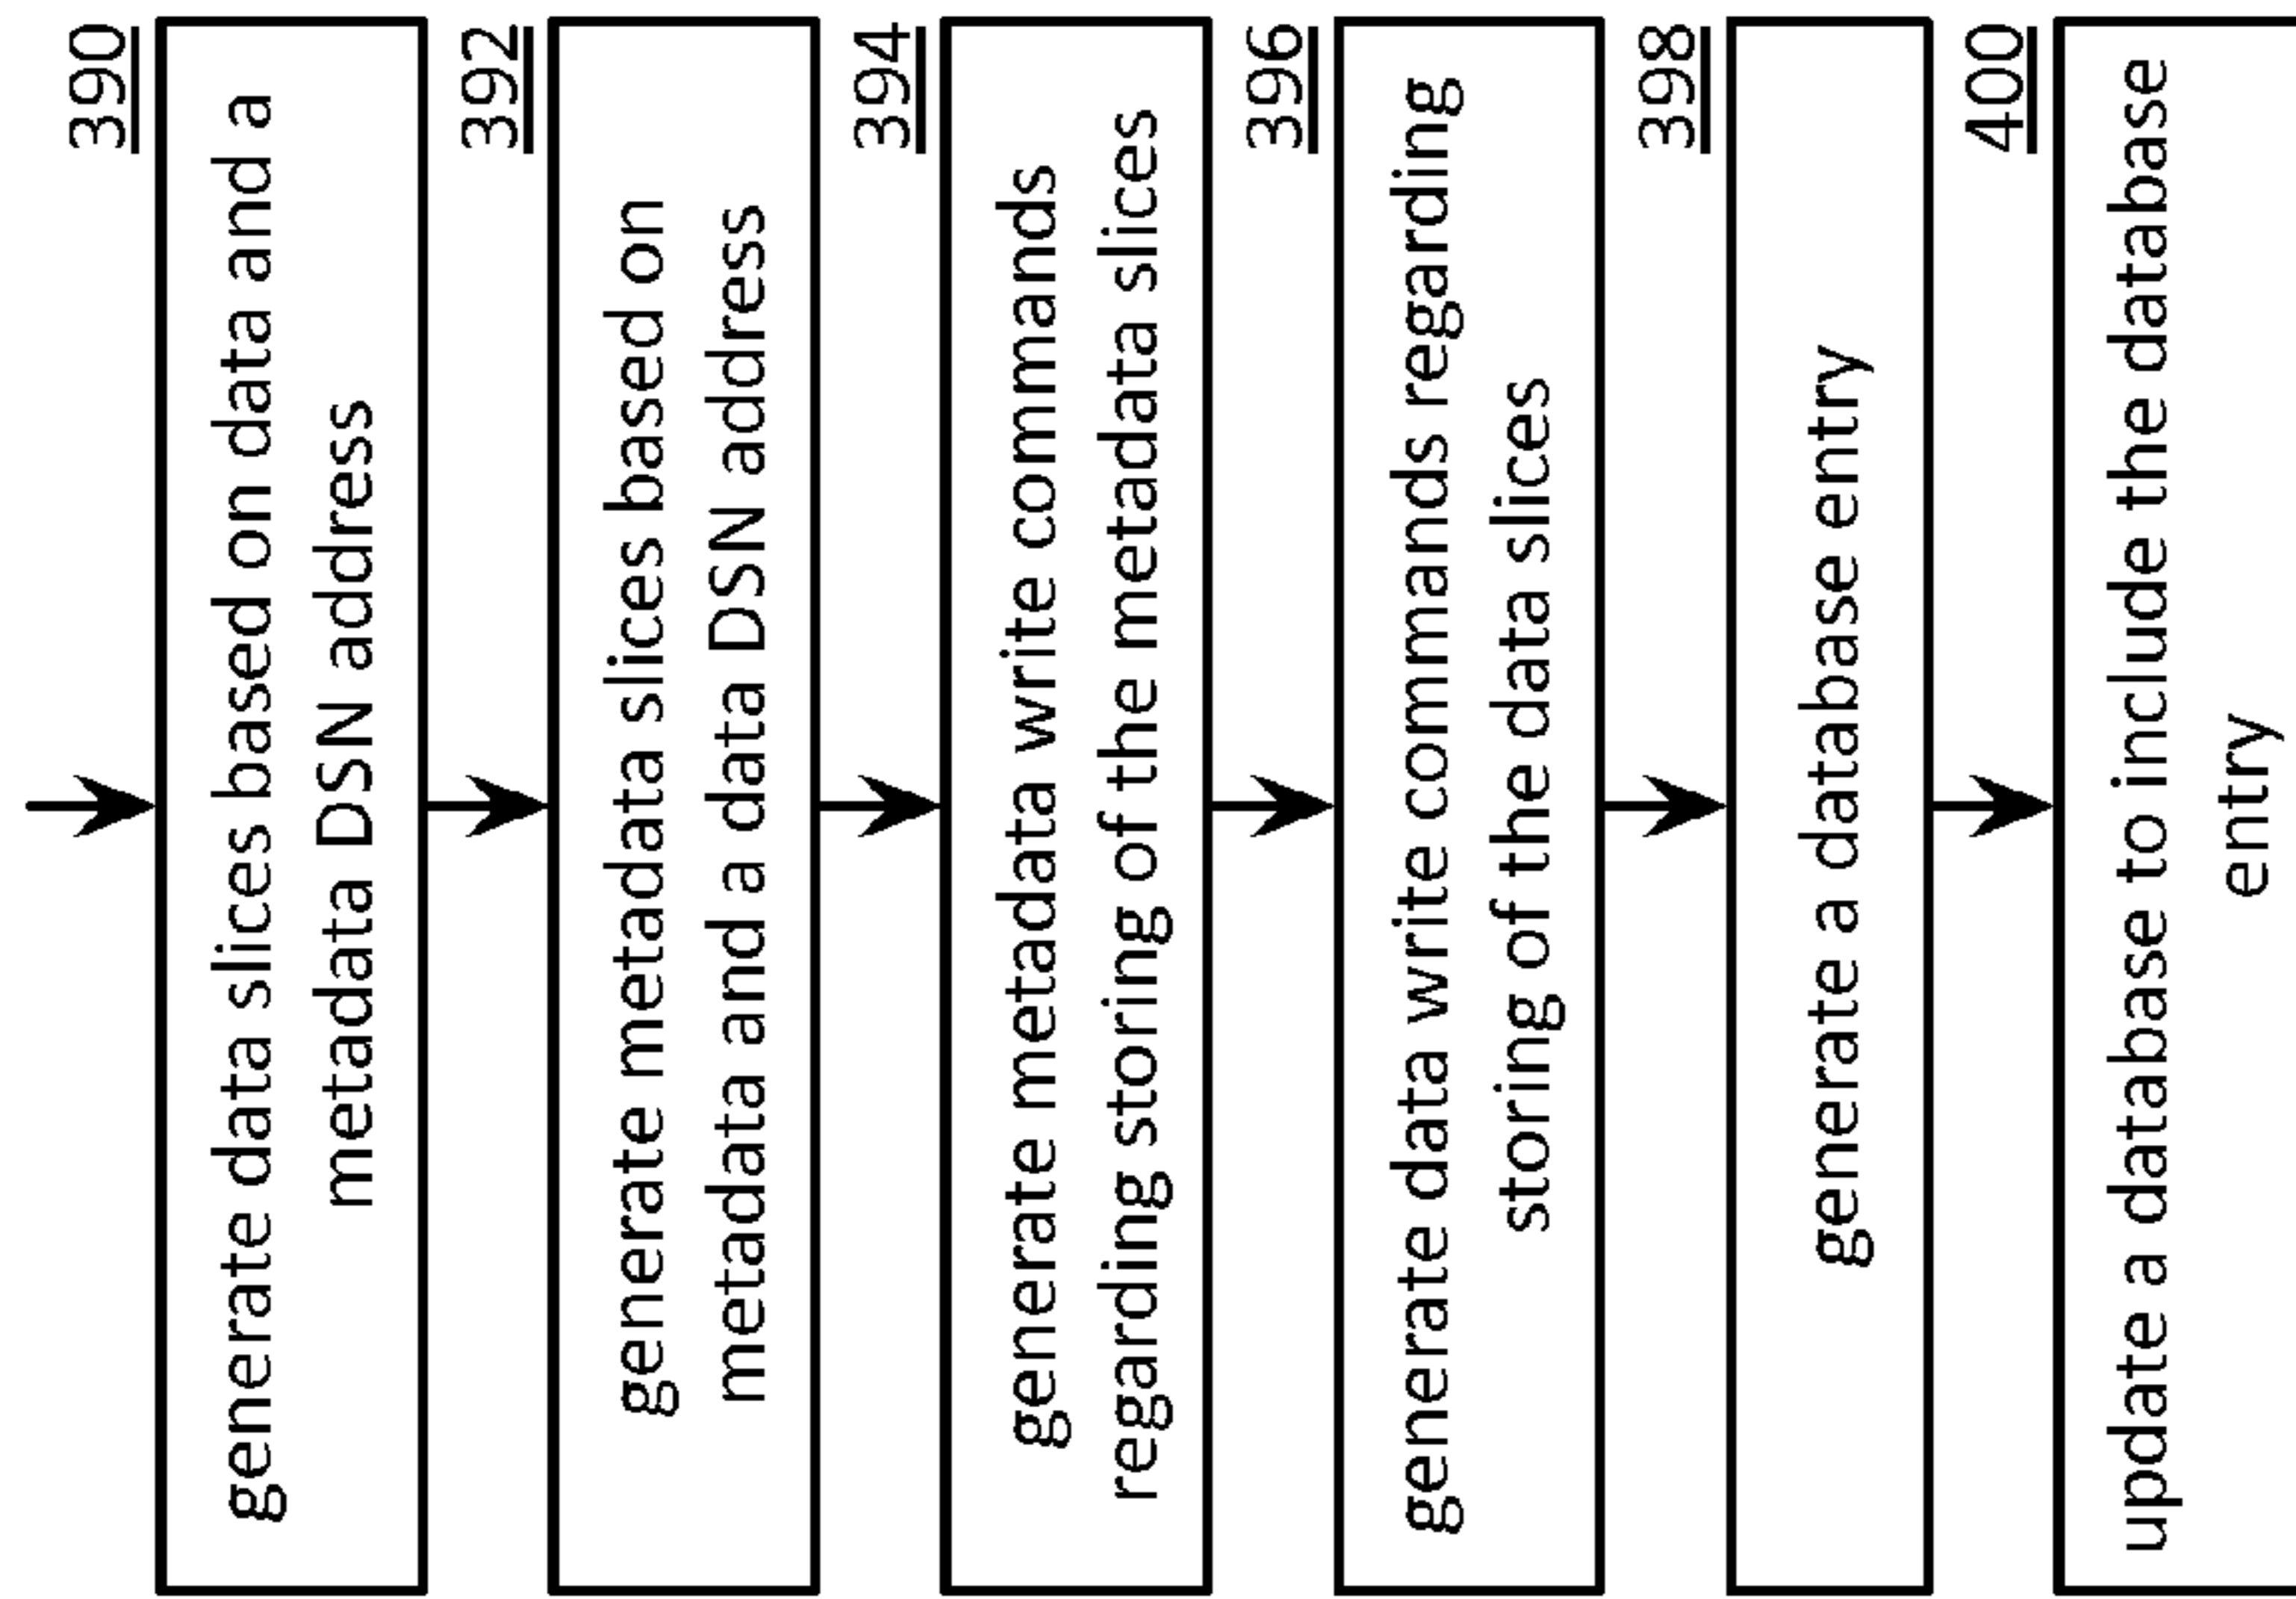 390
generate data slices based on data and a
metadata DSN address
392
generate metadata slices based on
metadata and a data DSN address
394
generate metadata write commands
regarding storing of the metadata slices
396
generate data write commands regarding
storing of the data slices
398
generate a database entry
400
update a database to include the database
entry